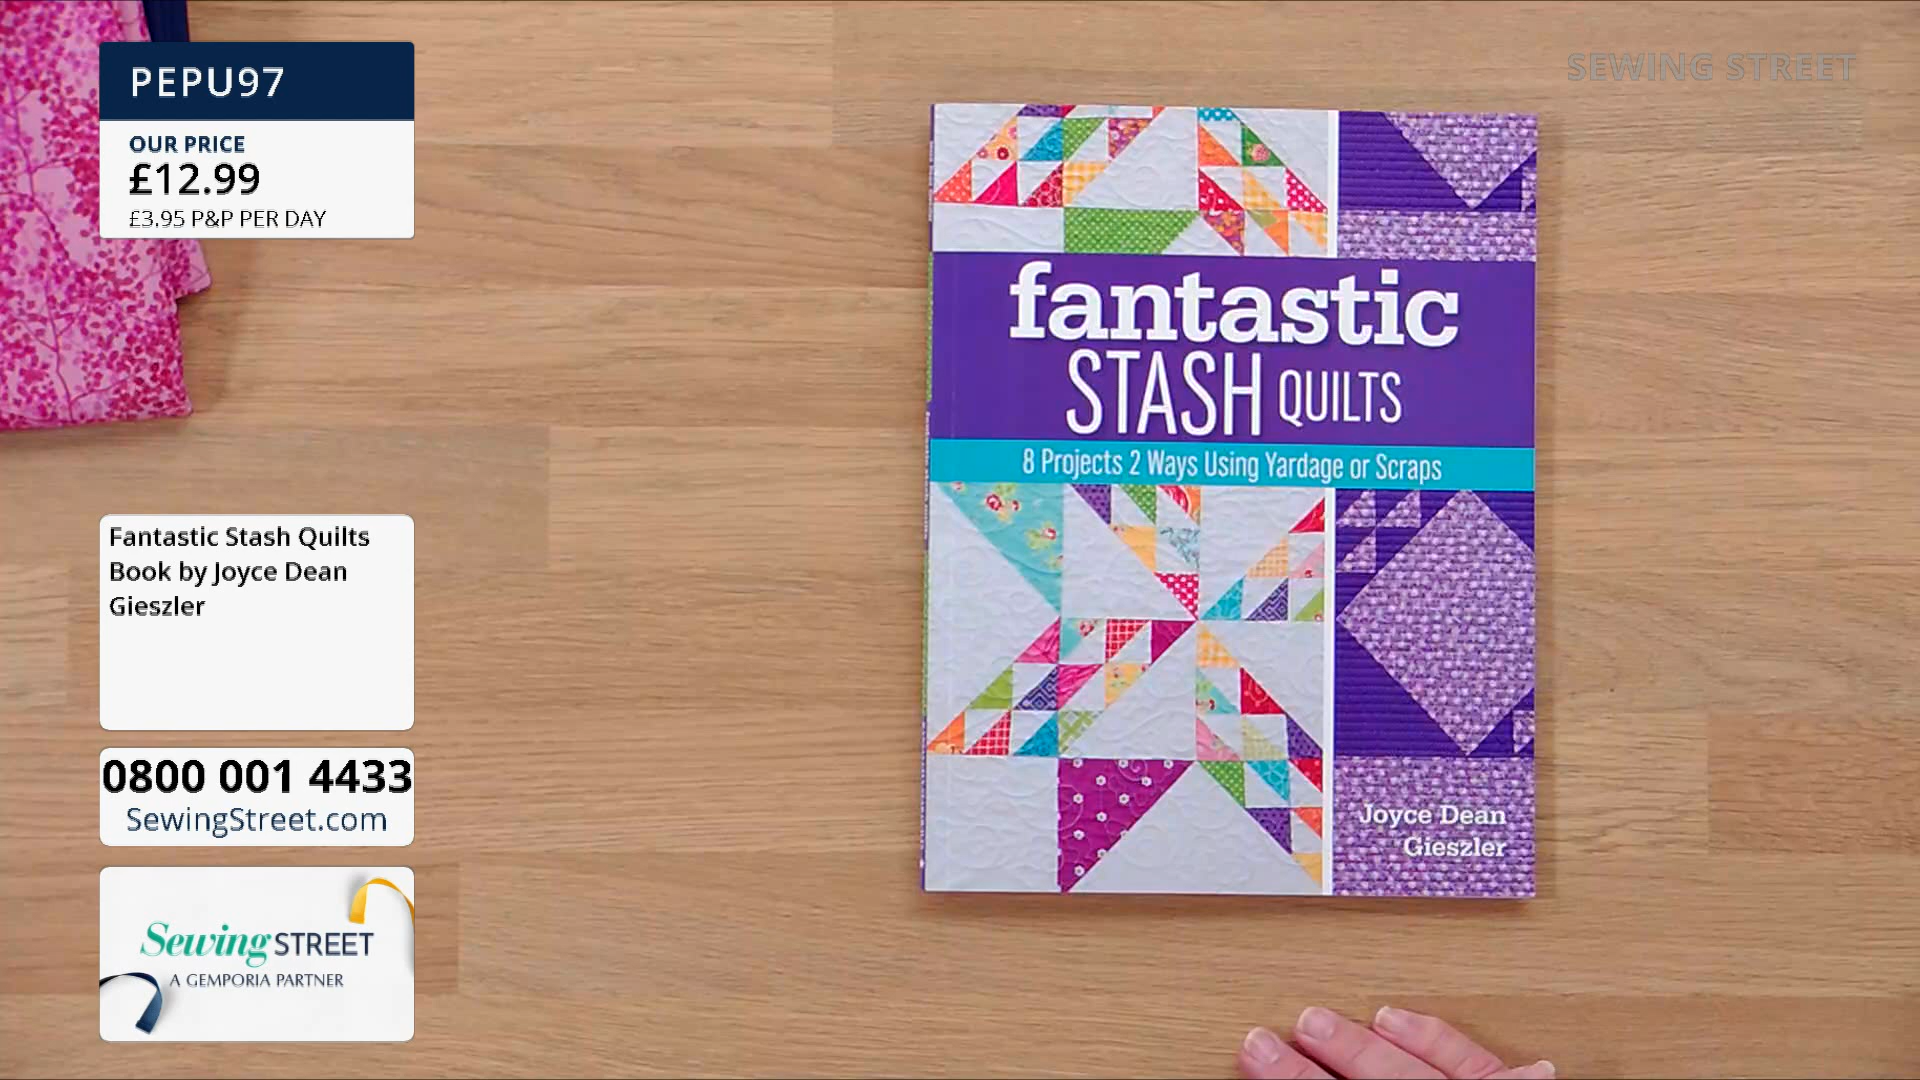 PEPU97
OUR PRICE
£12.99
£3.95 P&P PER DAY
SEWING STREET
fantastic
STASH QUILTS
8 Projects 2 Ways Using Yardage or Scraps
Joyce Dean
Gieszler
Fantastic Stash Quilts
Book by Joyce Dean
Gieszler
0800 001 4433
SewingStreet.com
Sewing STREET
A GEMPORIA PARTNER